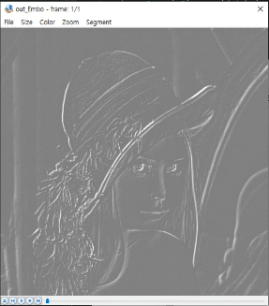 out_Embo - frame: 1/1
File Size Color Zoom Segment